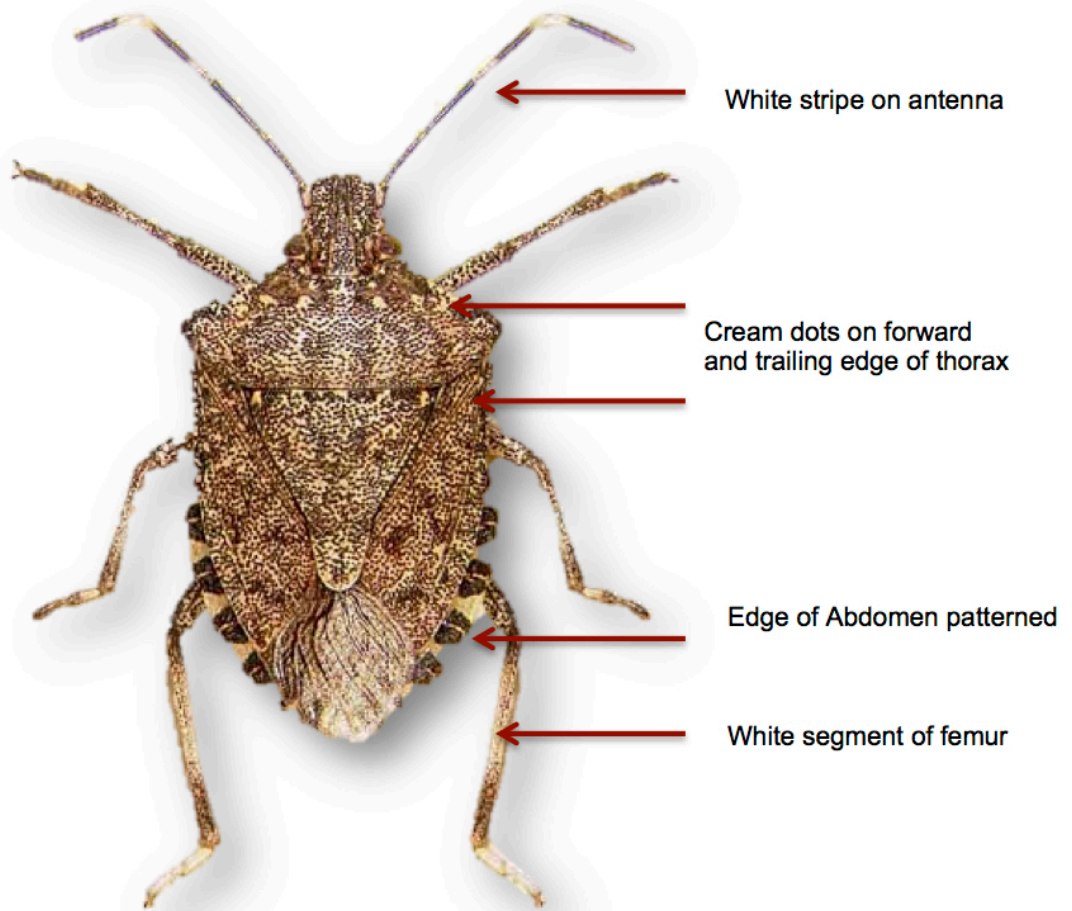 White stripe on antenna
Cream dots on forward
and trailing edge of thorax
Edge of Abdomen patterned
White segment of femur